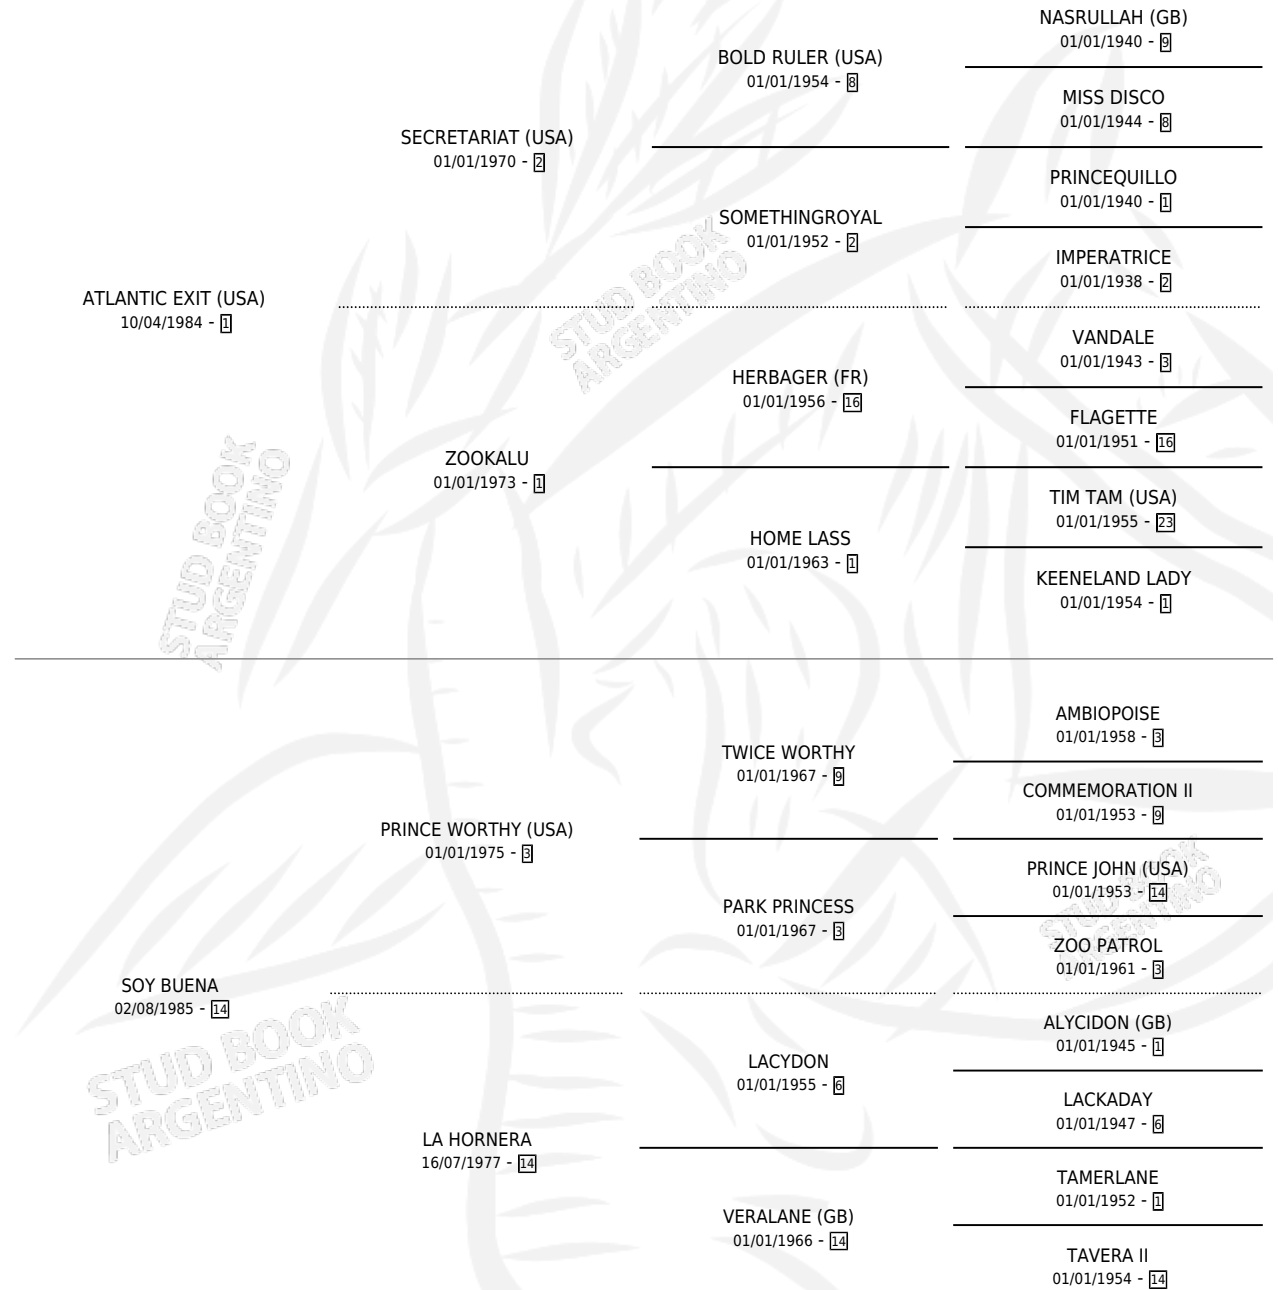 NASRULLAH (GB)
01/01/1940 - 9
BOLD RULER (USA)
01/01/1954 - 8
MISS DISCO
01/01/1944 - 8
SECRETARIAT (USA)
01/01/1970 - 2
PRINCEQUILLO
01/01/1940 - 1
SOMETHINGROYAL
01/01/1952 - 2
IMPERATRICE
01/01/1938 - 2
ATLANTIC EXIT (USA)
10/04/1984 - 1
STUD BOOK
ARGENTINO
VANDALE
01/01/1943 - 3
HERBAGER (FR)
01/01/1956 - 16
FLAGETTE
01/01/1951 - 16
ZOOKALU
01/01/1973 - 1
TIM TAM (USA)
01/01/1955 - 23
HOME LASS
01/01/1963 - 1
KEENELAND LADY
01/01/1954 - 1
STUD BOOK
ARGENTINO
AMBIOPOISE
01/01/1958 - 3
TWICE WORTHY
01/01/1967 - 9
COMMEMORATION II
01/01/1953 - 9
PRINCE WORTHY (USA)
01/01/1975 - 3
PRINCE JOHN (USA)
01/01/1953 - 14
PARK PRINCESS
01/01/1967 - 3
STUD BOOK
ARGENTINO
ZOO PATROL
01/01/1961 - 3
SOY BUENA
02/08/1985 - 14
ALYCIDON (GB)
01/01/1945 - 1
LACYDON
01/01/1955 - 6
STUD BOOK
ARGENTINO
LACKADAY
01/01/1947 - 6
LA HORNERA
16/07/1977 - 14
TAMERLANE
01/01/1952 - 1
VERALANE (GB)
01/01/1966 - 14
TAVERA II
01/01/1954 - 14